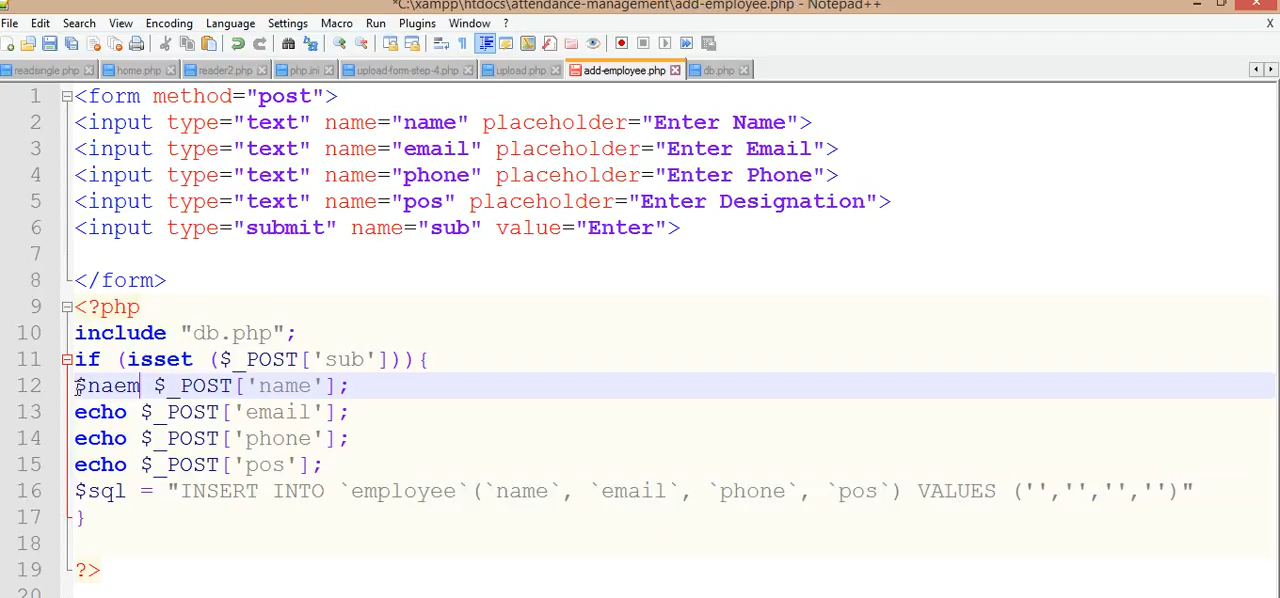 *C:\xampp\htdocs\attendance-management\add-employee.php - Notepad++
File Edit Search View Encoding Language Settings Macro Run Plugins Window ? X
readsingle.php home.php reader2.php php.ini upload-form-step-4.php upload.php add-employee.php db.php
1 <form method="post">
2 <input type="text" name="name" placeholder="Enter Name">
3 <input type="text" name="email" placeholder="Enter Email">
4 <input type="text" name="phone" placeholder="Enter Phone">
5 <input type="text" name="pos" placeholder="Enter Designation">
6 <input type="submit" name="sub" value="Enter">
7
8 </form>
9 <?php
10 include "db.php";
11 if (isset ($_POST['sub'])){
12 $naem $_POST['name'];
13 echo $_POST['email'];
14 echo $_POST['phone'];
15 echo $_POST['pos'];
16 $sql = "INSERT INTO `employee`(`name`, `email`, `phone`, `pos`) VALUES ('','','','')"
17 }
18
19 ?>
20